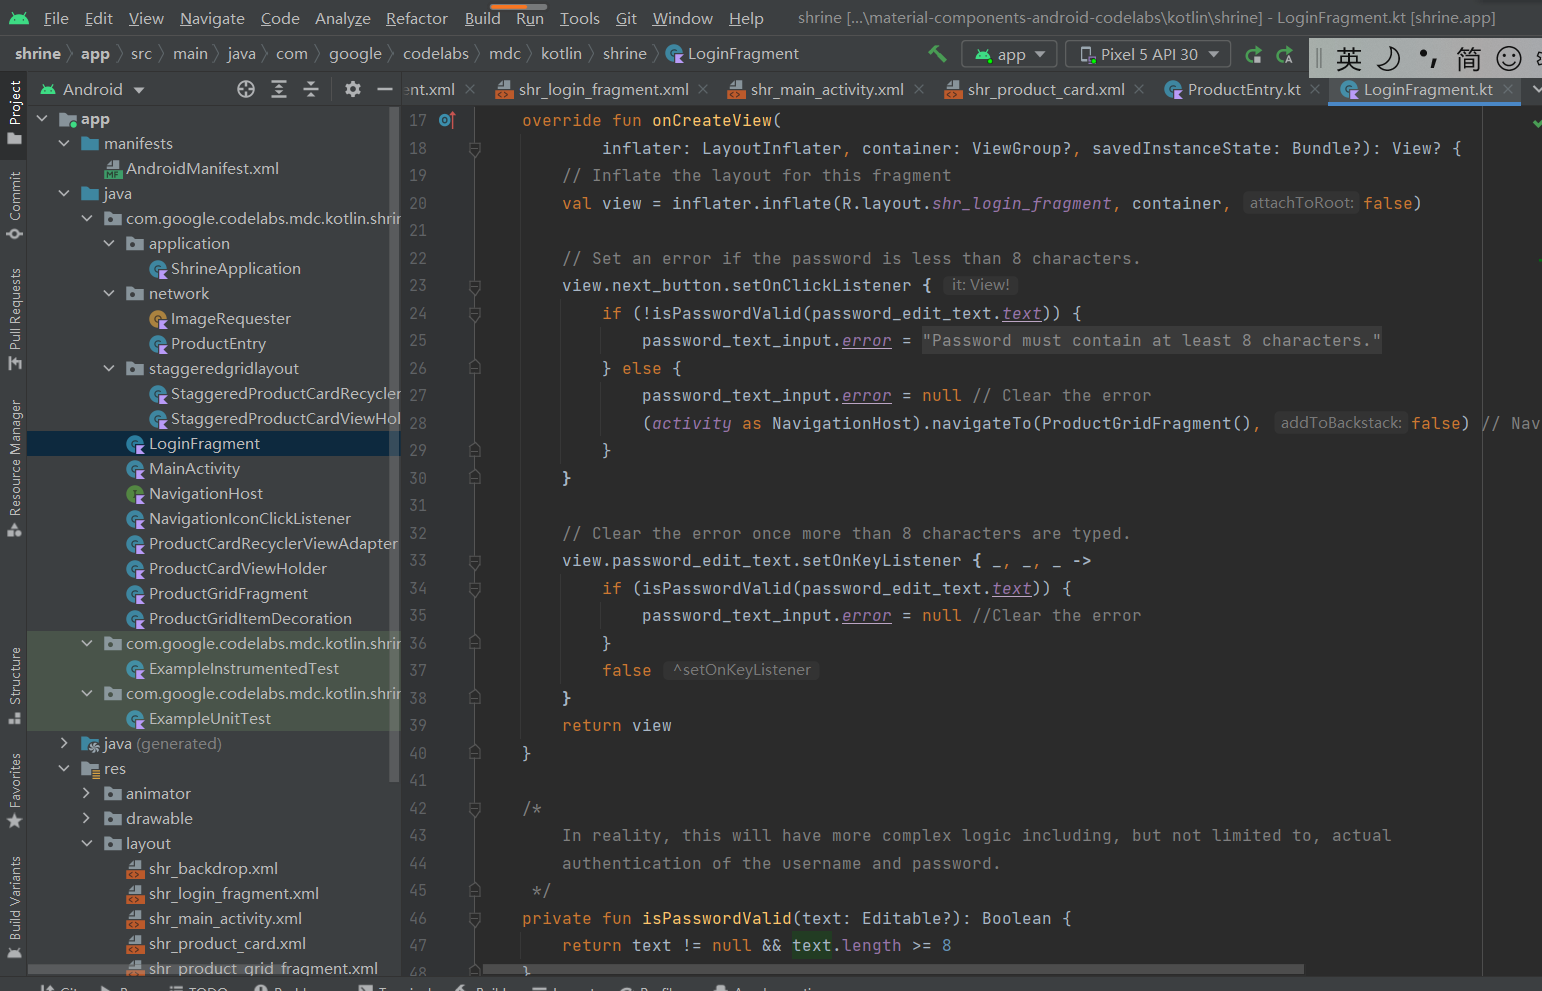 File Edit View Navigate Code Analyze Refactor Build Run Tools Git Window Help shrine [...\material-components-android-codelabs\kotlin\shrine] - LoginFragment.kt [shrine.app]
shrine app src main java com google codelabs mdc kotlin shrine LoginFragment app Pixel 5 API 30 英 简
Android ent.xml shr_login_fragment.xml shr_main_activity.xml shr_product_card.xml ProductEntry.kt LoginFragment.kt
Project
Commit
Pull Requests
Resource Manager
Structure
Favorites
Build Variants
app
manifests
AndroidManifest.xml
java
com.google.codelabs.mdc.kotlin.shrin
application
ShrineApplication
network
ImageRequester
ProductEntry
staggeredgridlayout
StaggeredProductCardRecycler
StaggeredProductCardViewHol
LoginFragment
MainActivity
NavigationHost
NavigationIconClickListener
ProductCardRecyclerViewAdapter
ProductCardViewHolder
ProductGridFragment
ProductGridItemDecoration
com.google.codelabs.mdc.kotlin.shrin
ExampleInstrumentedTest
com.google.codelabs.mdc.kotlin.shrin
ExampleUnitTest
java (generated)
res
animator
drawable
layout
shr_backdrop.xml
shr_login_fragment.xml
shr_main_activity.xml
shr_product_card.xml
shr_product_grid_fragment.xml
17 override fun onCreateView(
18 inflater: LayoutInflater, container: ViewGroup?, savedInstanceState: Bundle?): View? {
19 // Inflate the layout for this fragment
20 val view = inflater.inflate(R.layout.shr_login_fragment, container, attachToRoot: false)
21
22 // Set an error if the password is less than 8 characters.
23 view.next_button.setOnClickListener { it: View!
24 if (!isPasswordValid(password_edit_text.text)) {
25 password_text_input.error = "Password must contain at least 8 characters."
26 } else {
27 password_text_input.error = null // Clear the error
28 (activity as NavigationHost).navigateTo(ProductGridFragment(), addToBackstack: false) // Nav
29 }
30 }
31
32 // Clear the error once more than 8 characters are typed.
33 view.password_edit_text.setOnKeyListener { _, _, _ ->
34 if (isPasswordValid(password_edit_text.text)) {
35 password_text_input.error = null //Clear the error
36 }
37 false ^setOnKeyListener
38 }
39 return view
40 }
41
42 /*
43 In reality, this will have more complex logic including, but not limited to, actual
44 authentication of the username and password.
45 */
46 private fun isPasswordValid(text: Editable?): Boolean {
47 return text != null && text.length >= 8
48 }